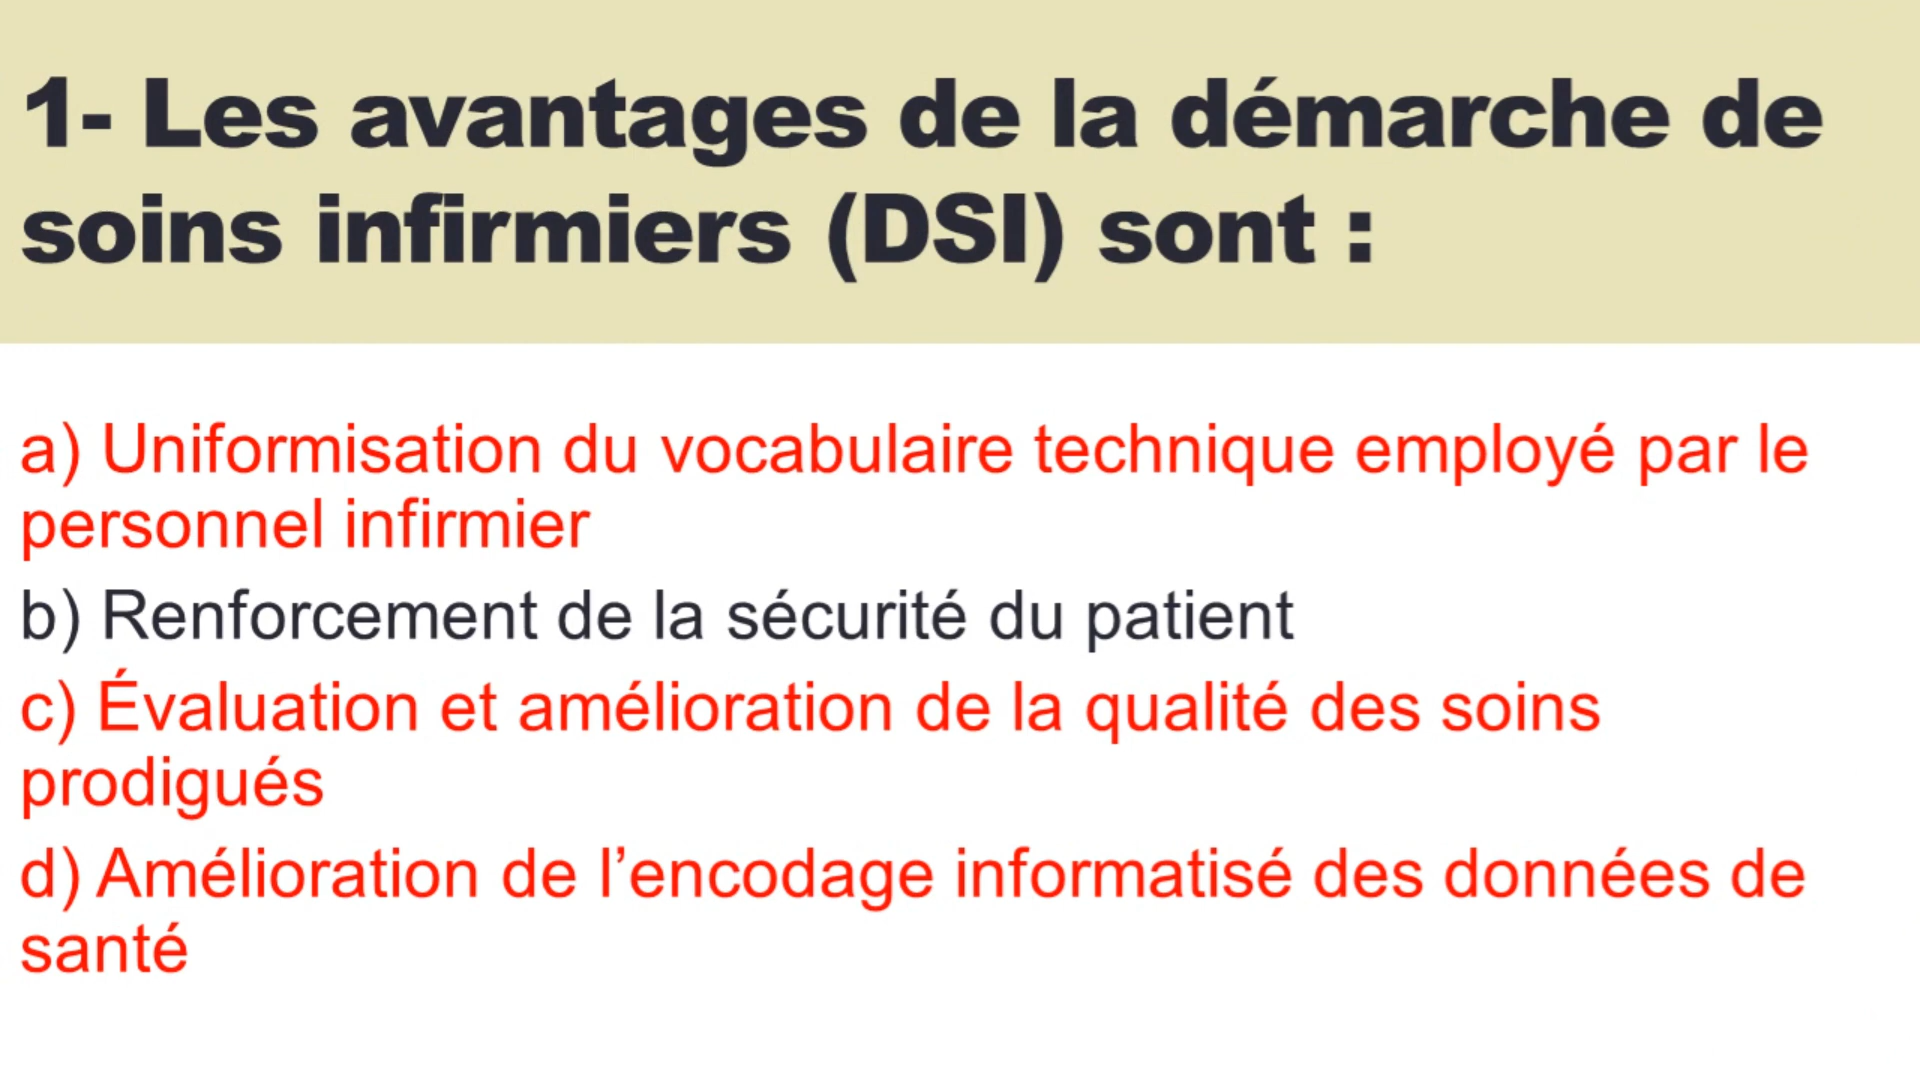 1- Les avantages de la démarche de
soins infirmiers (DSI) sont :
a) Uniformisation du vocabulaire technique employé par le
personnel infirmier
b) Renforcement de la sécurité du patient
c) Évaluation et amélioration de la qualité des soins
prodigués
d) Amélioration de l’encodage informatisé des données de
santé